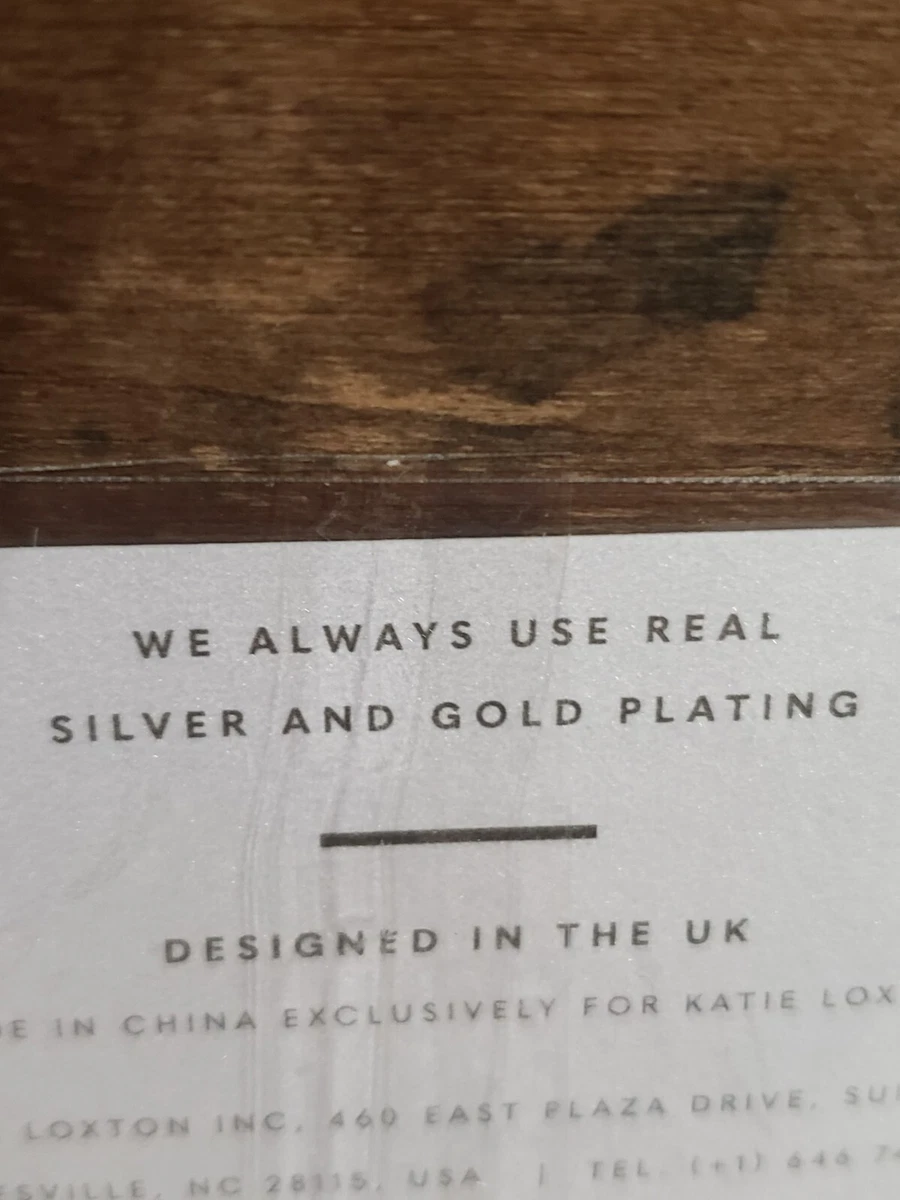 WE ALWAYS USE REAL
SILVER AND GOLD PLATING
DESIGNED IN THE UK
IN CHINA EXCLUSIVELY FOR KATIE
LOXTON INC, 460 EAST PLAZA DRIVE,
NC 28115, USA | TEL (+1) 646